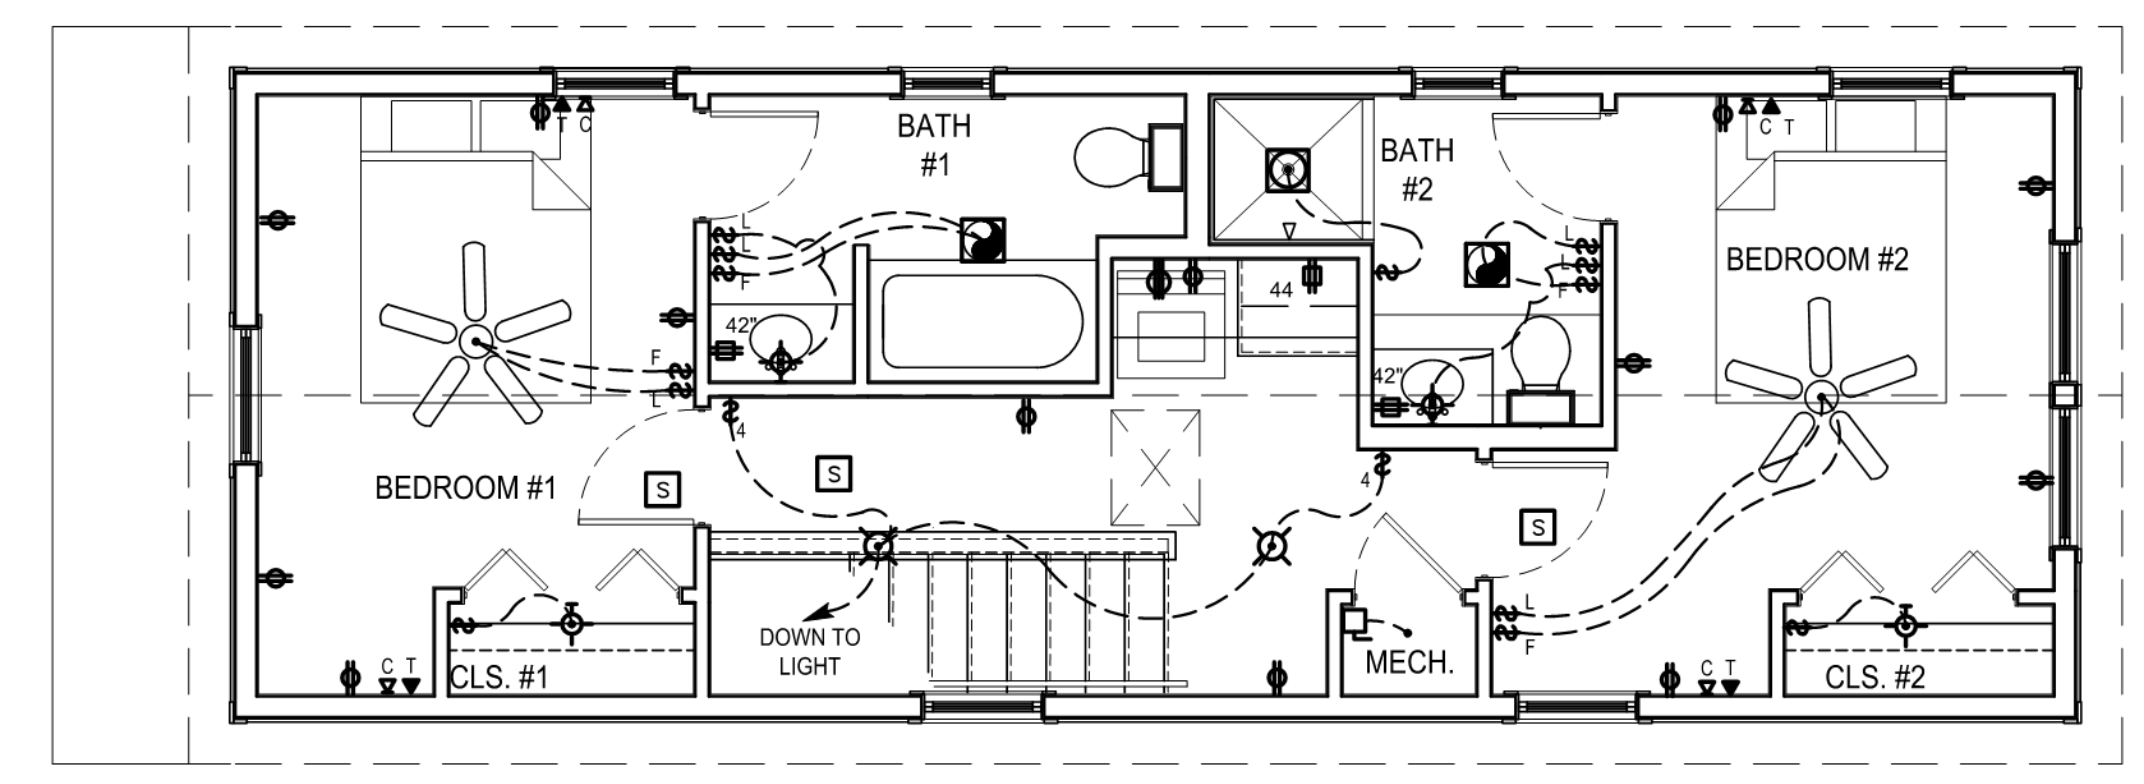 T C
BATH
#1
BATH
#2
C T
L
L
F
L
L
F
BEDROOM #2
44
42"
F
L
42"
4
4
BEDROOM #1
S
S
S
DOWN TO
LIGHT
MECH.
L
F
C T
CLS. #1
C T
CLS. #2